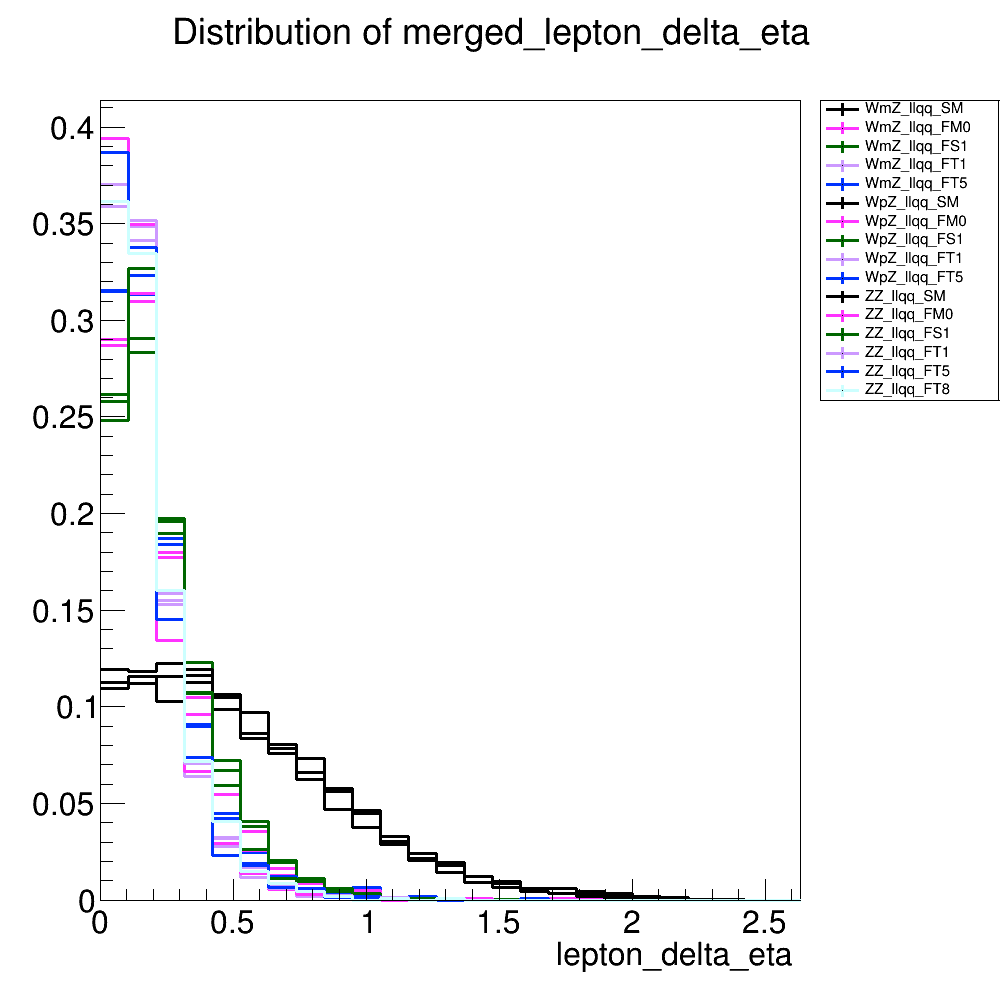 Distribution of merged_lepton_delta_eta
WmZ_llqq_SM
WmZ_llqq_FM0
WmZ_llqq_FS1
WmZ_llqq_FT1
WmZ_llqq_FT5
WpZ_llqq_SM
WpZ_llqq_FM0
WpZ_llqq_FS1
WpZ_llqq_FT1
WpZ_llqq_FT5
ZZ_llqq_SM
ZZ_llqq_FM0
ZZ_llqq_FS1
ZZ_llqq_FT1
ZZ_llqq_FT5
ZZ_llqq_FT8
0.4
0.35
0.3
0.25
0.2
0.15
0.1
0.05
0
0 0.5 1 1.5 2 2.5
lepton_delta_eta